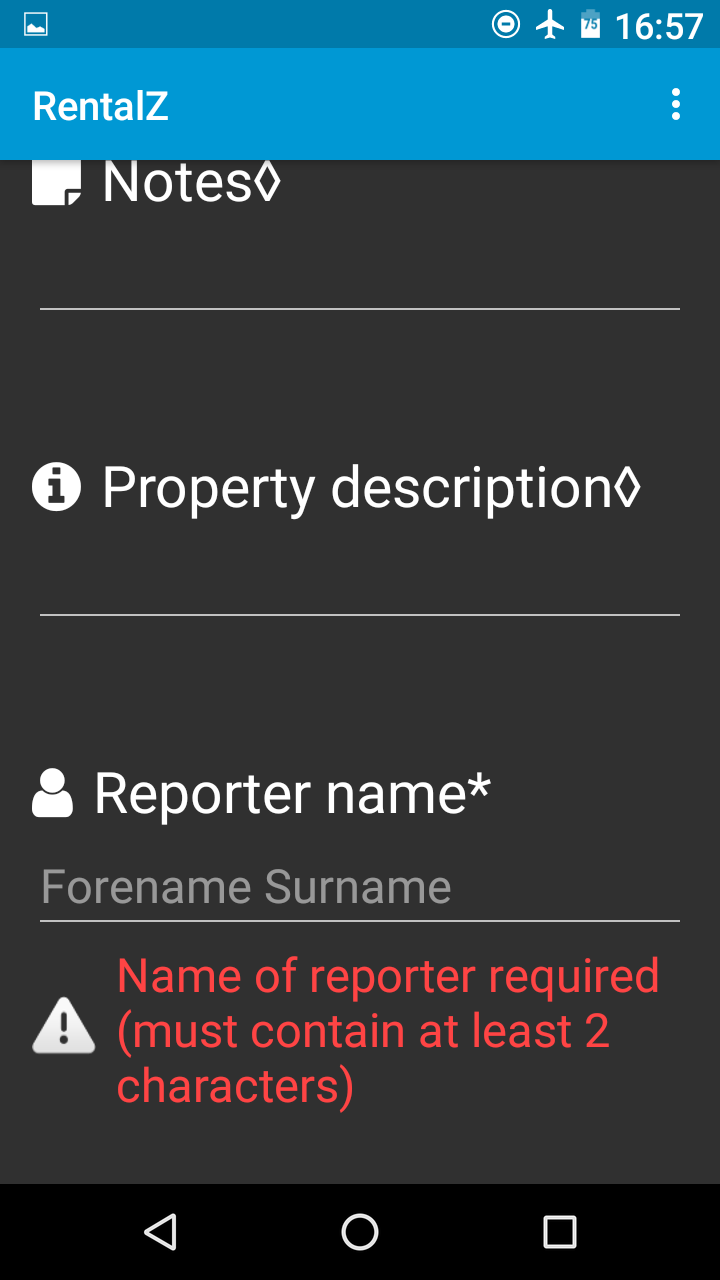 75 16:57
RentalZ
Notes◊
Property description◊
Reporter name*
Forename Surname
Name of reporter required
(must contain at least 2
characters)